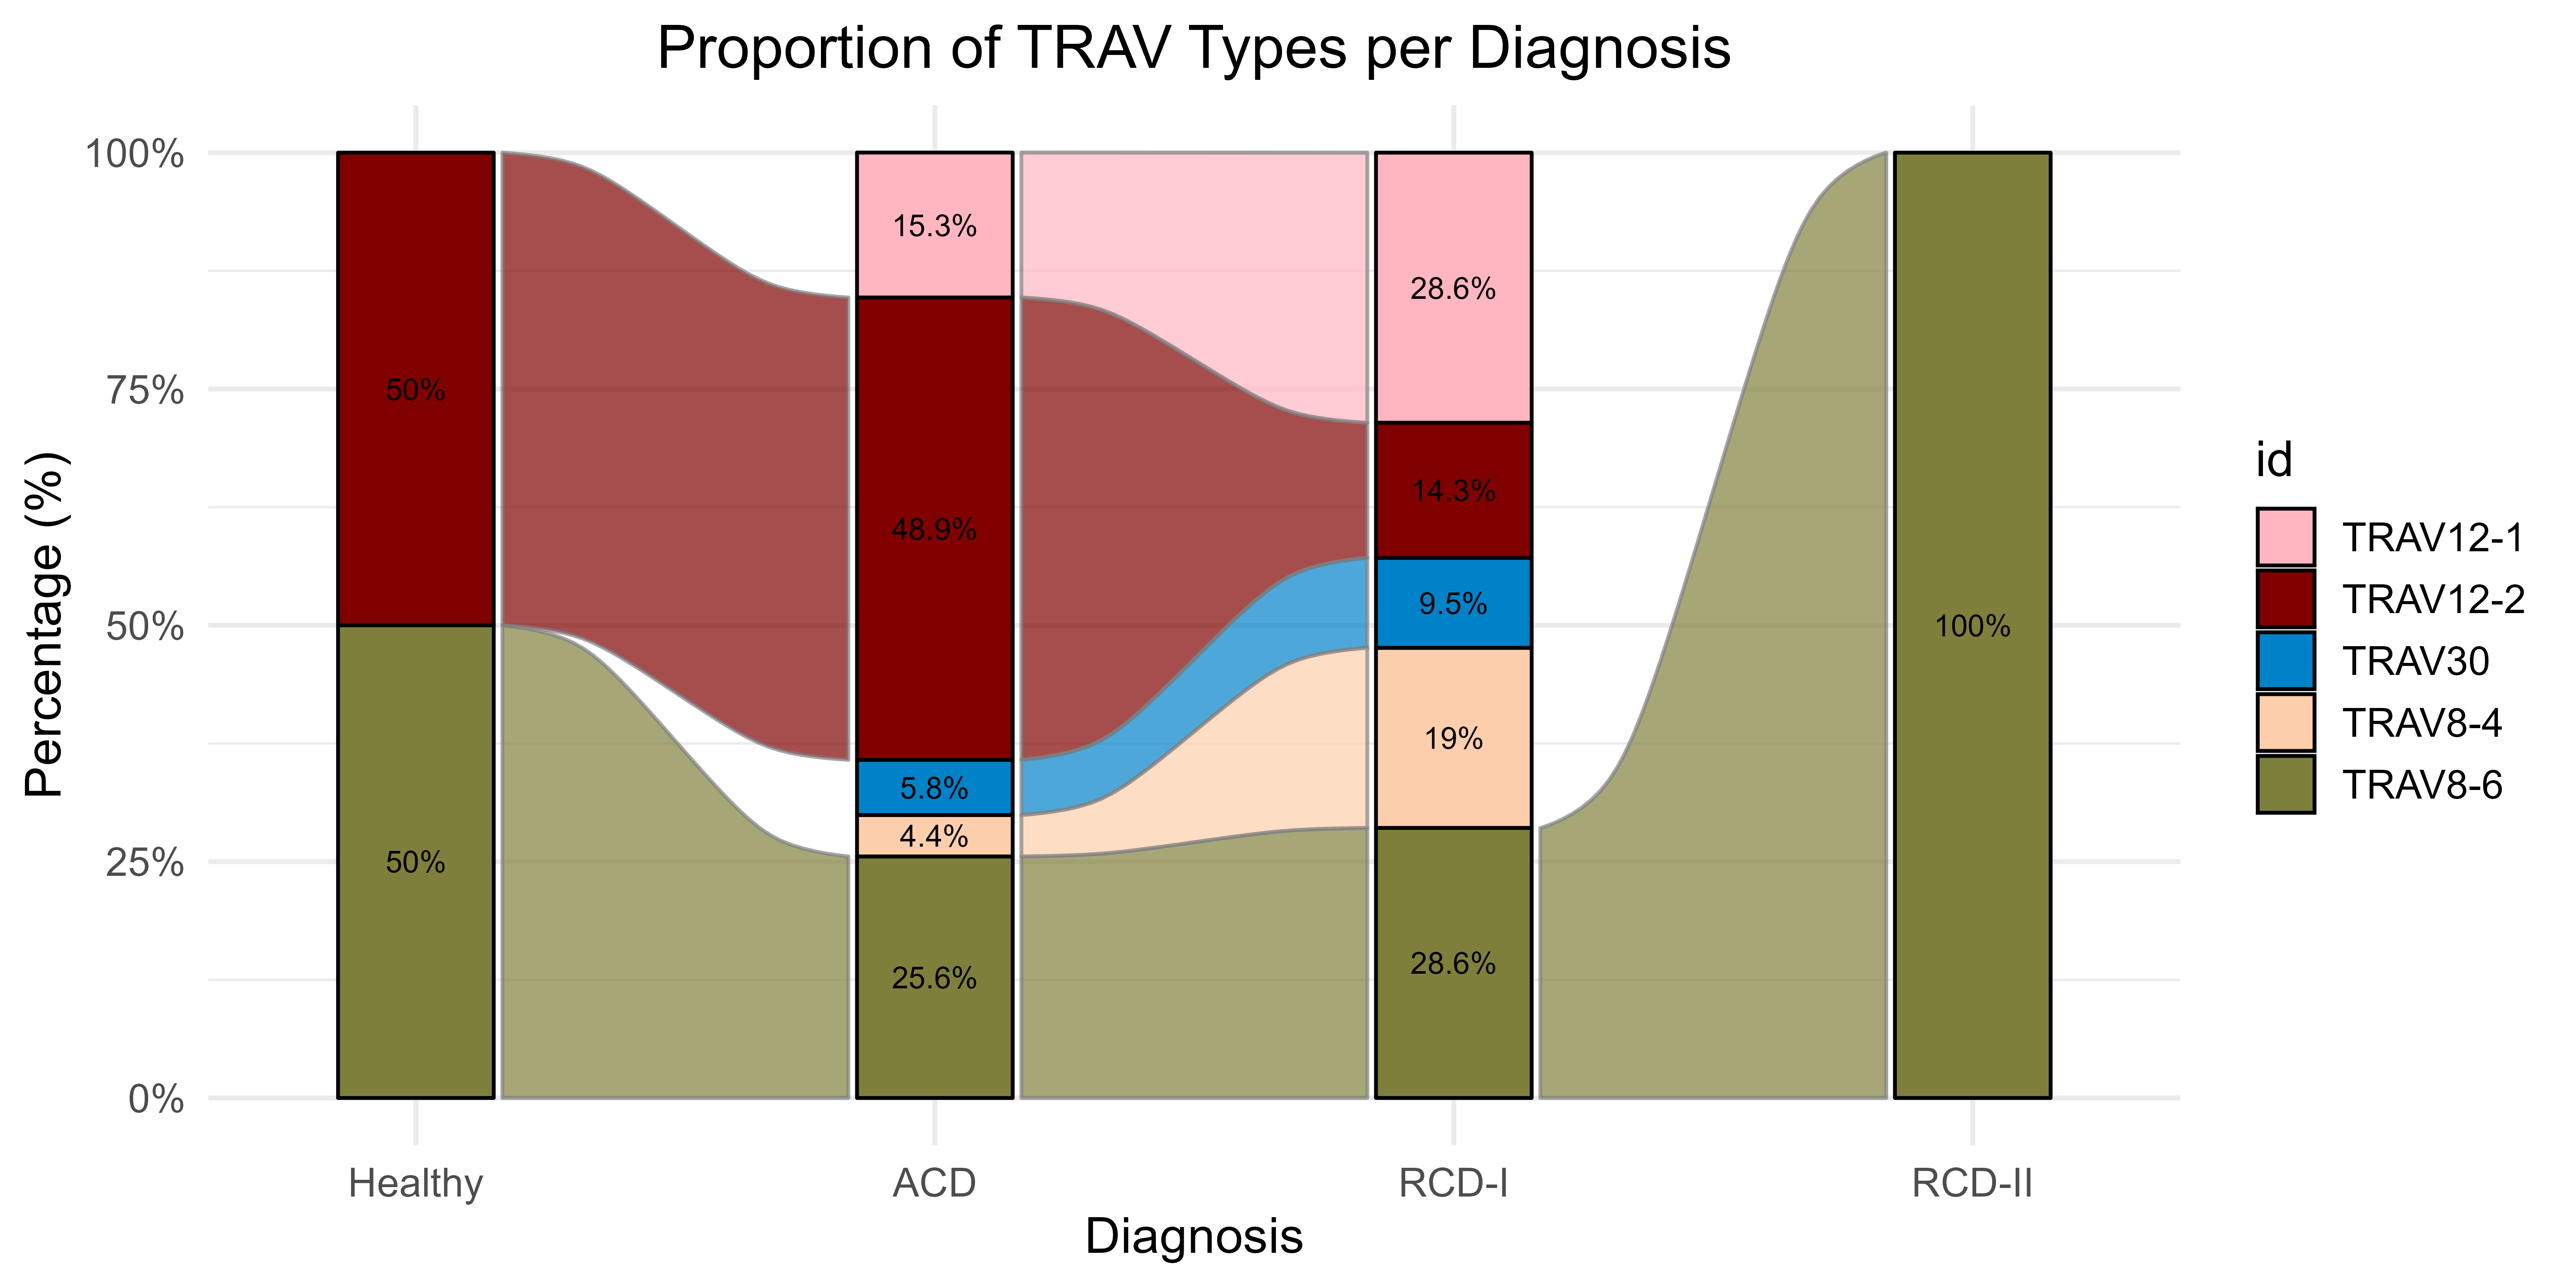 Proportion of TRAV Types per Diagnosis
Percentage (%)
100%
75%
50%
25%
0%
50%
50%
15.3%
48.9%
5.8%
4.4%
25.6%
28.6%
14.3%
9.5%
19%
28.6%
100%
Healthy
ACD
RCD-I
RCD-II
Diagnosis
id
TRAV12-1
TRAV12-2
TRAV30
TRAV8-4
TRAV8-6